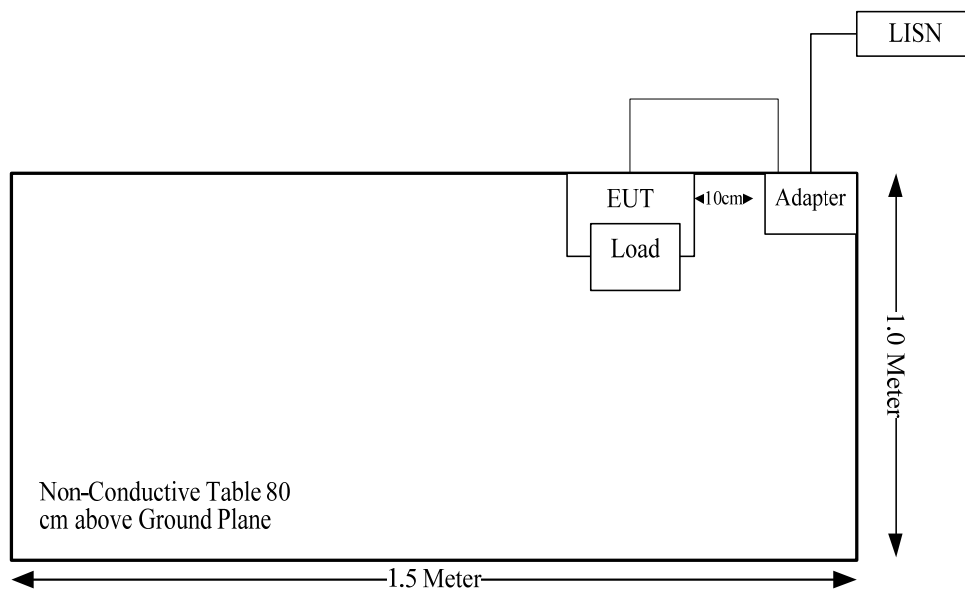 LISN
EUT
10cm
Adapter
Load
1.0 Meter
Non-Conductive Table 80
cm above Ground Plane
1.5 Meter